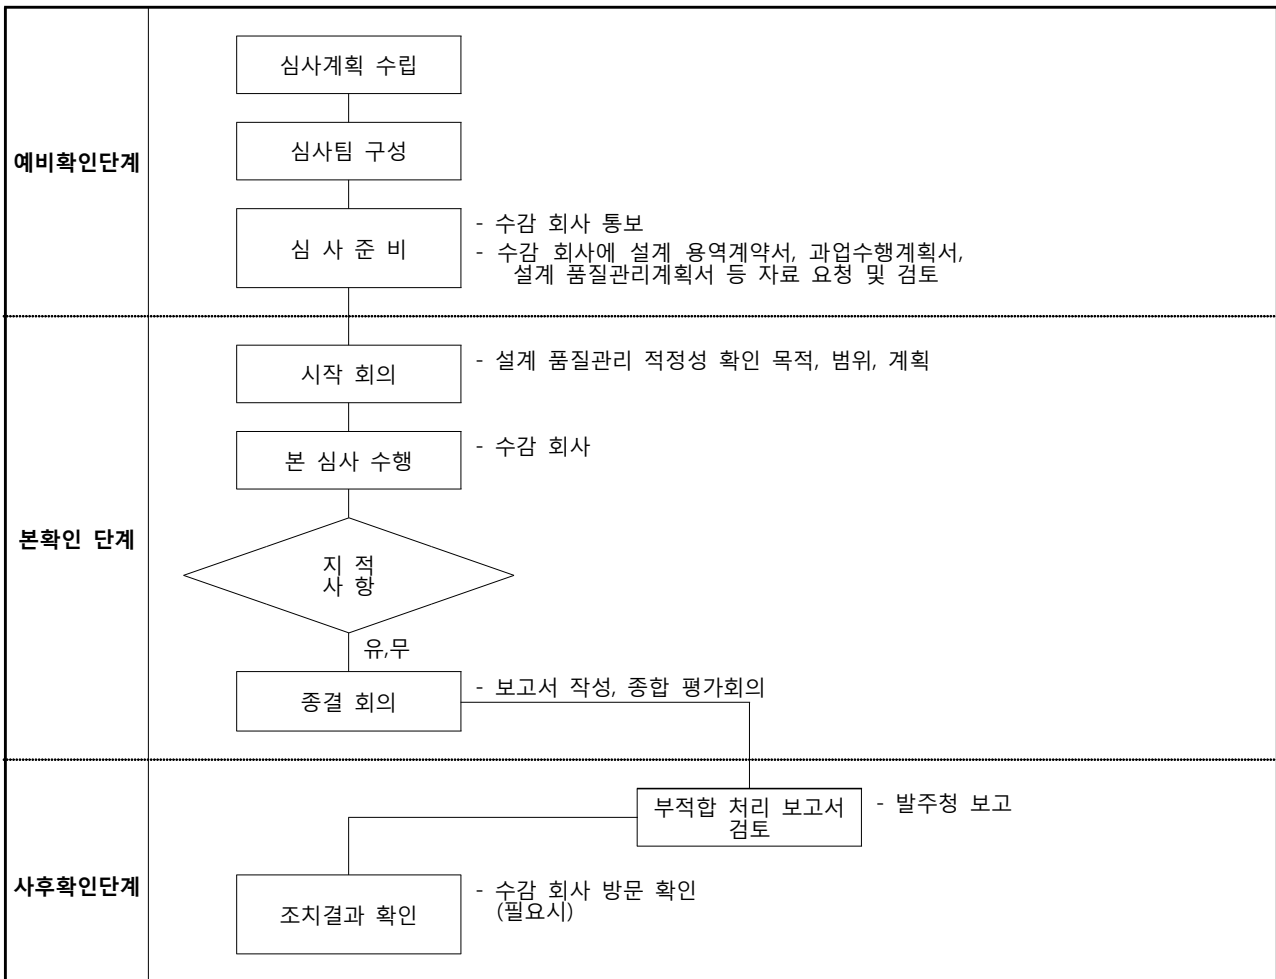 예비확인단계
심사계획 수립
심사팀 구성
심 사 준 비
- 수감 회사 통보
- 수감 회사에 설계 용역계약서, 과업수행계획서,
설계 품질관리계획서 등 자료 요청 및 검토
본확인 단계
시작 회의
- 설계 품질관리 적정성 확인 목적, 범위, 계획
본 심사 수행
- 수감 회사
지 적
사 항
유,무
종결 회의
- 보고서 작성, 종합 평가회의
사후확인단계
부적합 처리 보고서
검토
- 발주청 보고
조치결과 확인
- 수감 회사 방문 확인
(필요시)